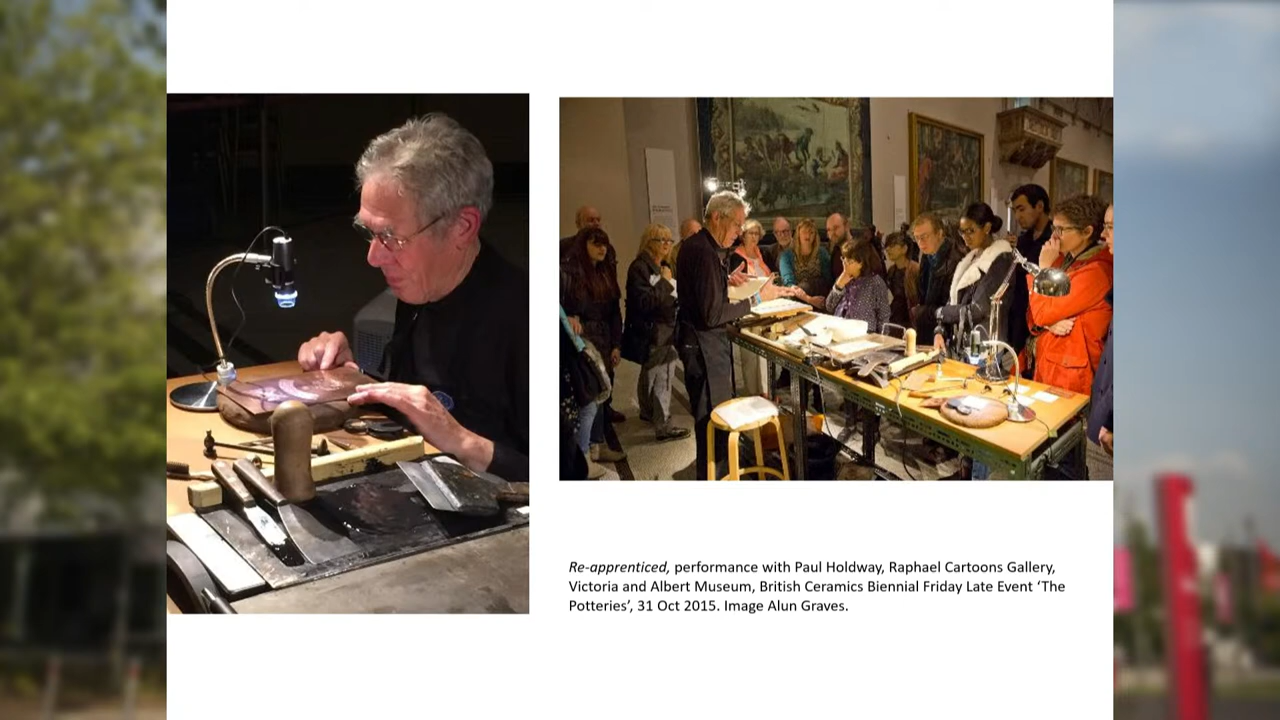 Re-apprenticed, performance with Paul Holdway, Raphael Cartoons Gallery,
Victoria and Albert Museum, British Ceramics Biennial Friday Late Event ‘The
Potteries’, 31 Oct 2015. Image Alun Graves.